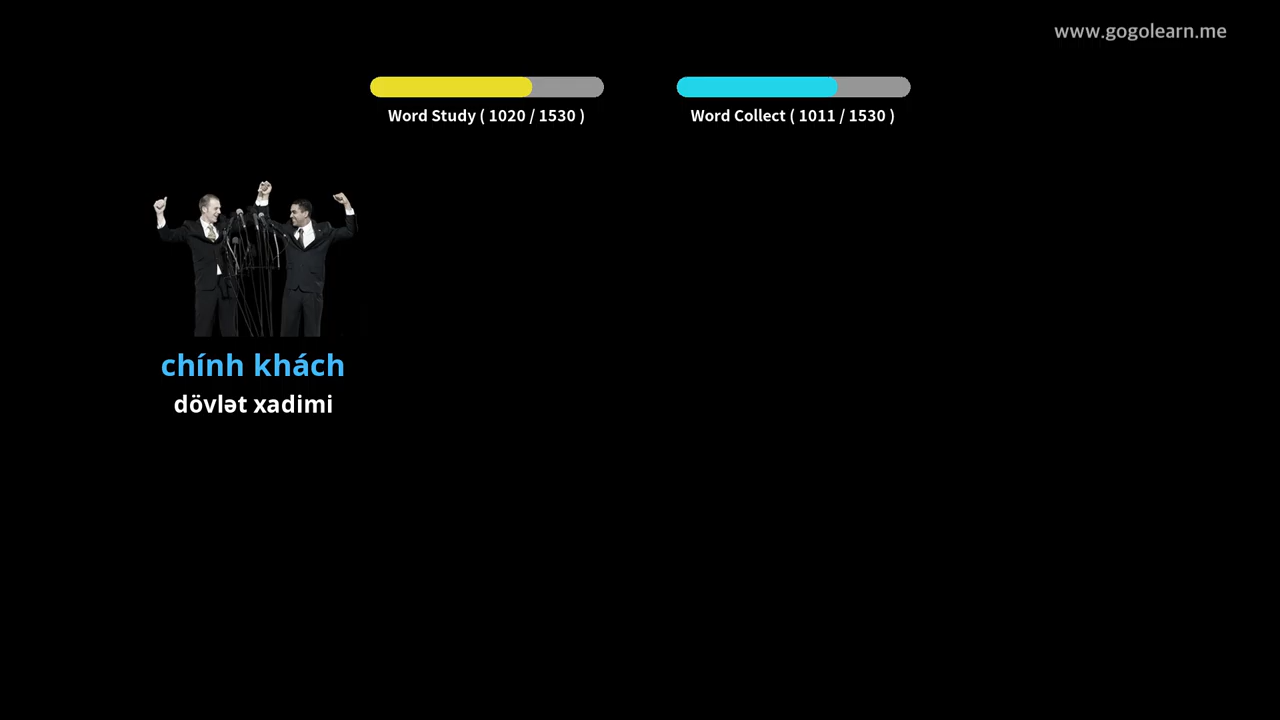 www.gogolearn.me
Word Study ( 1020 / 1530 )
Word Collect ( 1011 / 1530 )
chính khách
dövlət xadimi